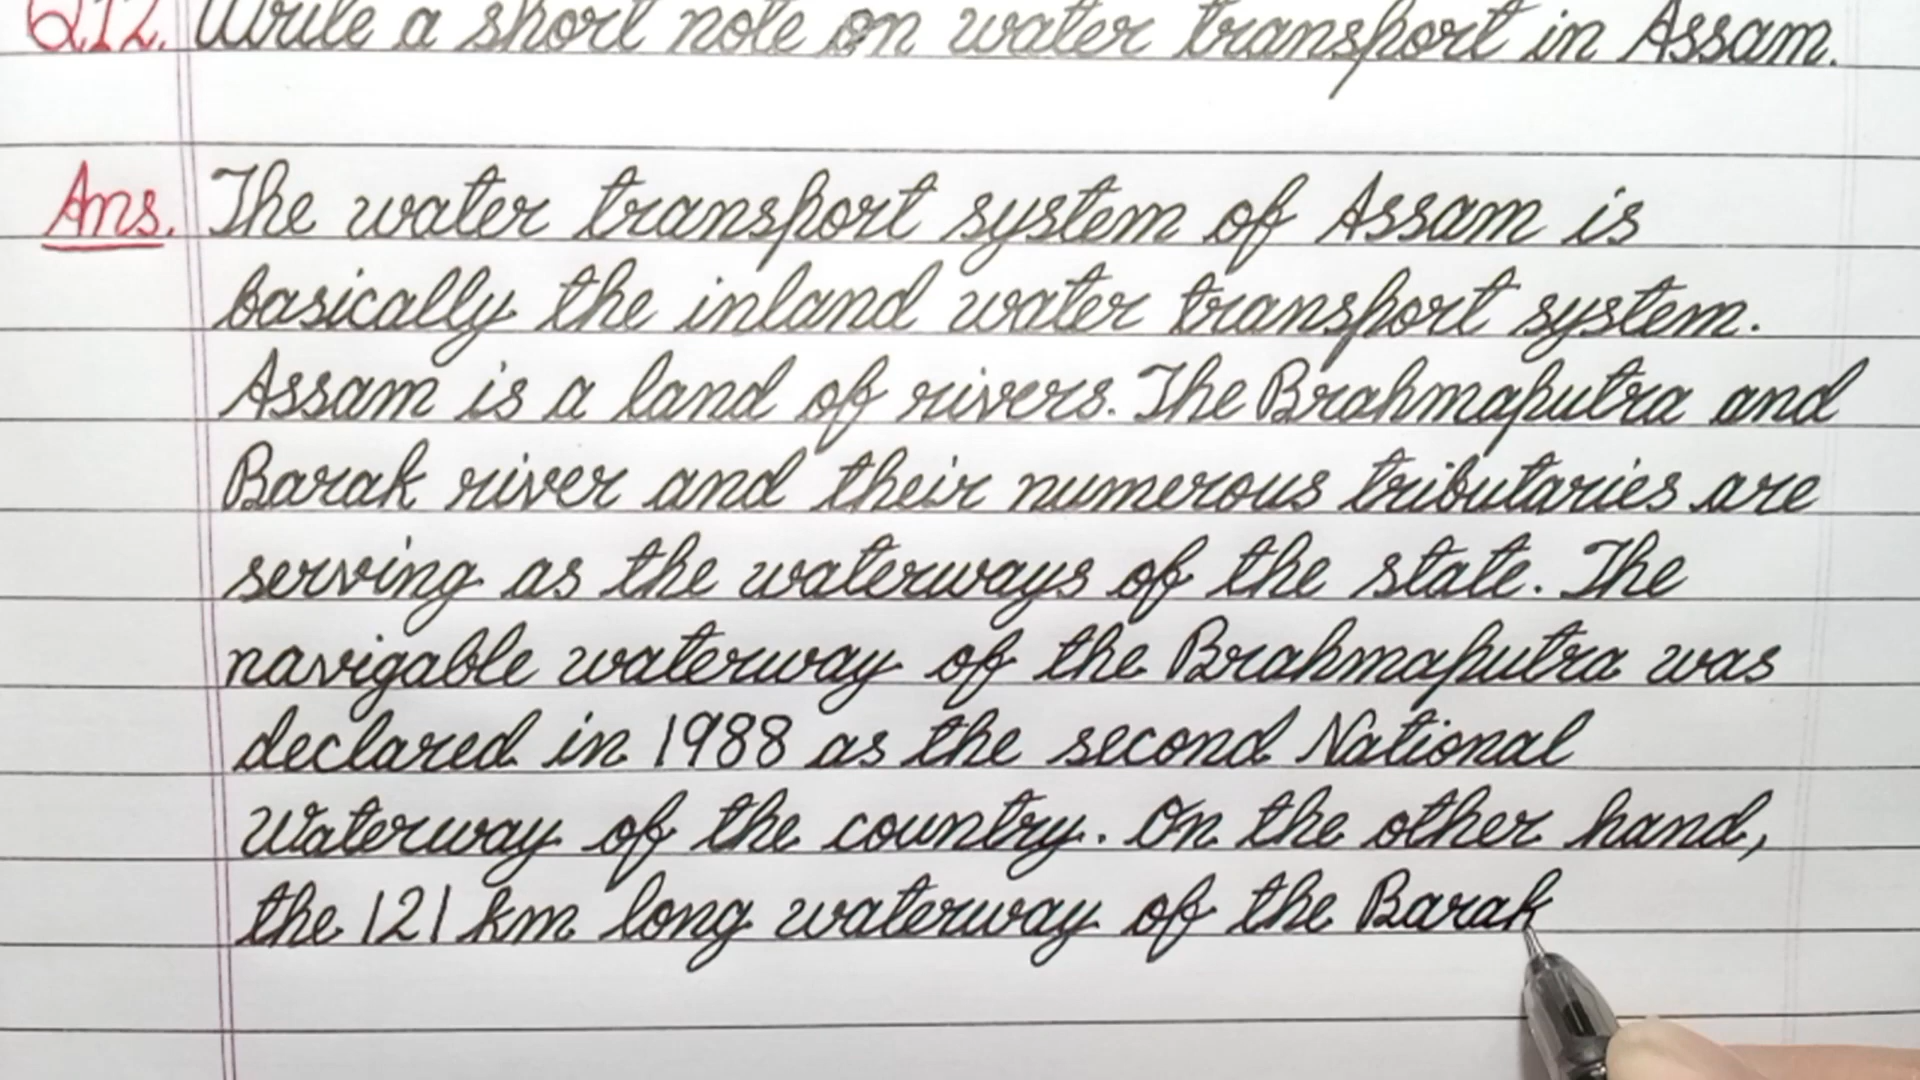 Q12. Write a short note on water transport in Assam.
Ans. The water transport system of Assam is
basically the inland water transport system.
Assam is a land of rivers. The Brahmaputra and
Barak river and their numerous tributaries are
serving as the waterways of the state. The
navigable waterway of the Brahmaputra was
declared in 1988 as the second National
Waterway of the country. On the other hand,
the 121 km long waterway of the Barak